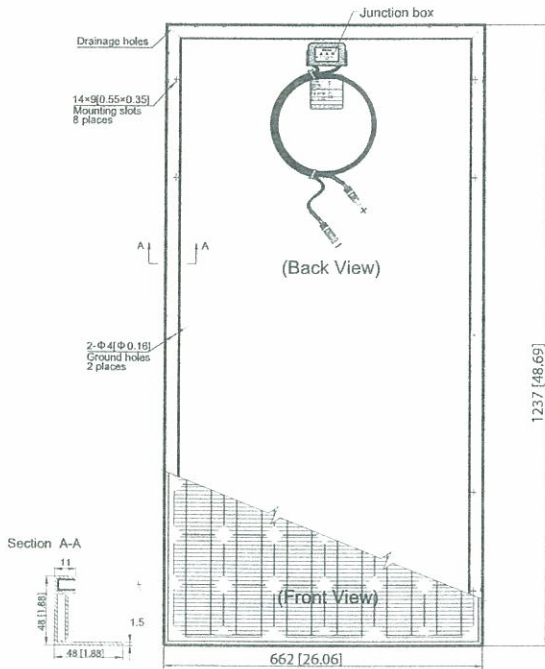 Junction box
Drainage holes
14×9[0.55×0.35]
Mounting slots
8 places
A A
(Back View)
2-Φ4[Φ0.16]
Ground holes
2 places
1237 [48.69]
Section A-A
11
48 [1.88]
1.5
48 [1.88]
(Front View)
662 [26.06]